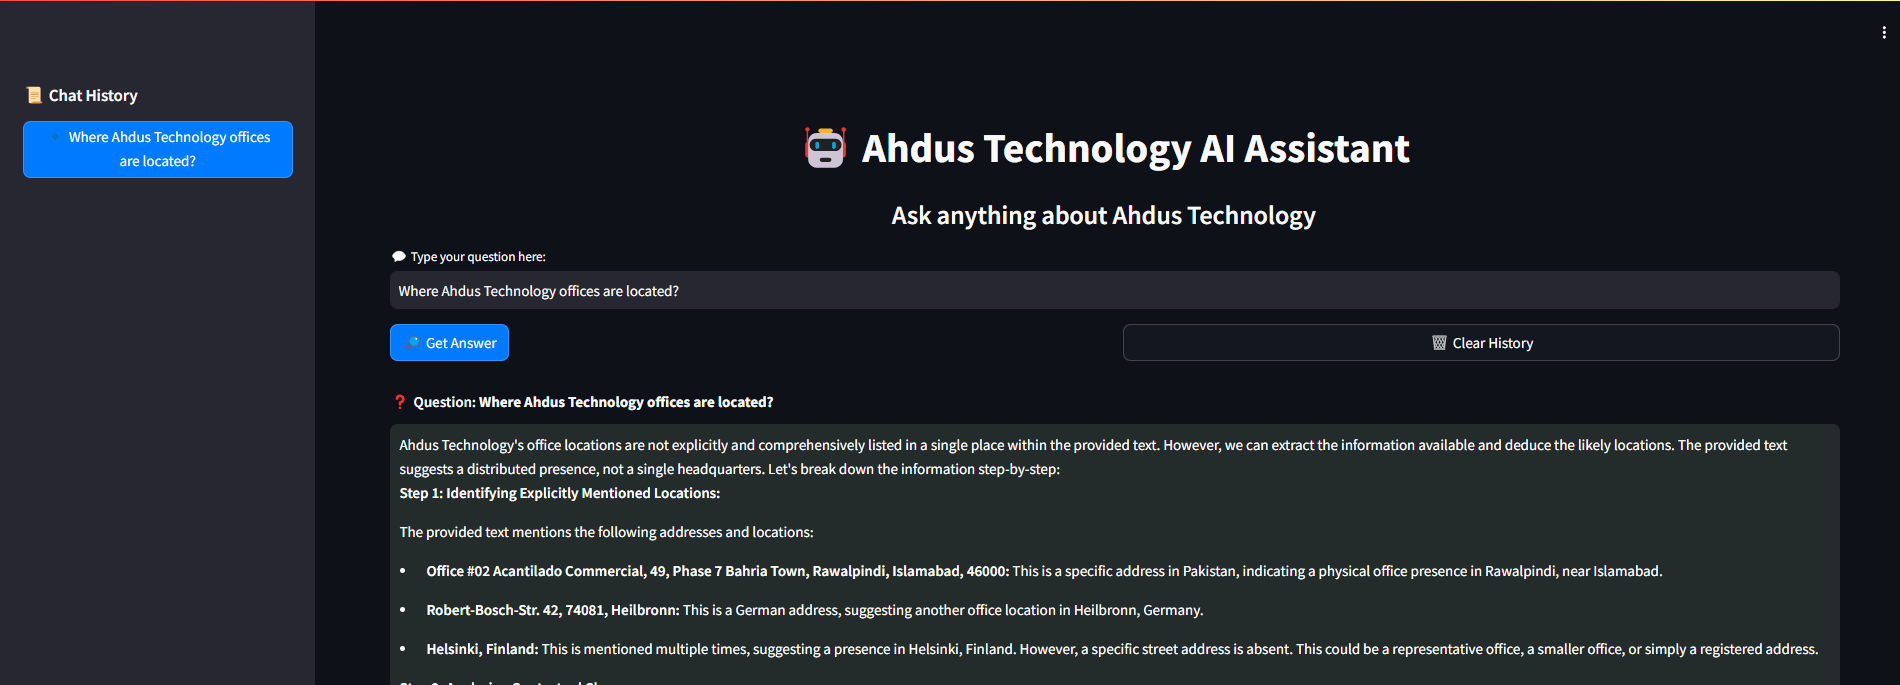 📜 Chat History
🔹 Where Ahdus Technology offices
are located?
🤖 Ahdus Technology AI Assistant
Ask anything about Ahdus Technology
💬 Type your question here:
Where Ahdus Technology offices are located?
🔎 Get Answer
🗑️ Clear History
❓ Question: Where Ahdus Technology offices are located?
Ahdus Technology's office locations are not explicitly and comprehensively listed in a single place within the provided text. However, we can extract the information available and deduce the likely locations. The provided text
suggests a distributed presence, not a single headquarters. Let's break down the information step-by-step:
Step 1: Identifying Explicitly Mentioned Locations:
The provided text mentions the following addresses and locations:
• Office #02 Acantilado Commercial, 49, Phase 7 Bahria Town, Rawalpindi, Islamabad, 46000: This is a specific address in Pakistan, indicating a physical office presence in Rawalpindi, near Islamabad.
• Robert-Bosch-Str. 42, 74081, Heilbronn: This is a German address, suggesting another office location in Heilbronn, Germany.
• Helsinki, Finland: This is mentioned multiple times, suggesting a presence in Helsinki, Finland. However, a specific street address is absent. This could be a representative office, a smaller office, or simply a registered address.